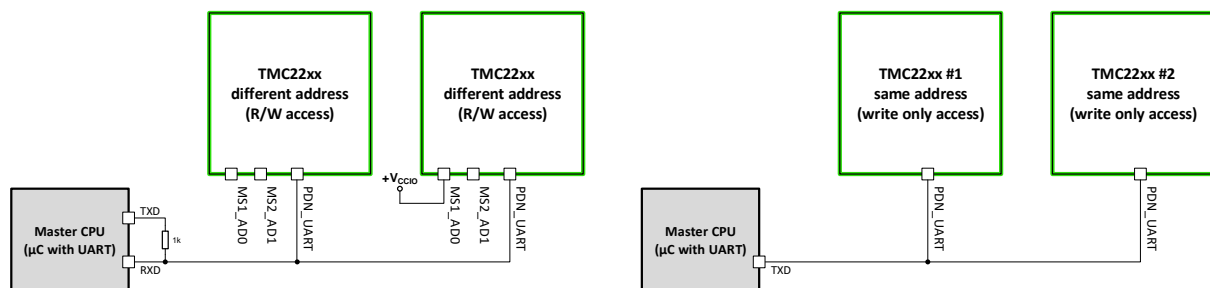 TMC22xx
different address
(R/W access)
TMC22xx
different address
(R/W access)
+VCCIO
MS1_AD0
MS2_AD1
PDN_UART
MS1_AD0
MS2_AD1
PDN_UART
Master CPU
(µC with UART)
TXD
1k
RXD
TMC22xx #1
same address
(write only access)
TMC22xx #2
same address
(write only access)
PDN_UART
PDN_UART
Master CPU
(µC with UART)
TXD